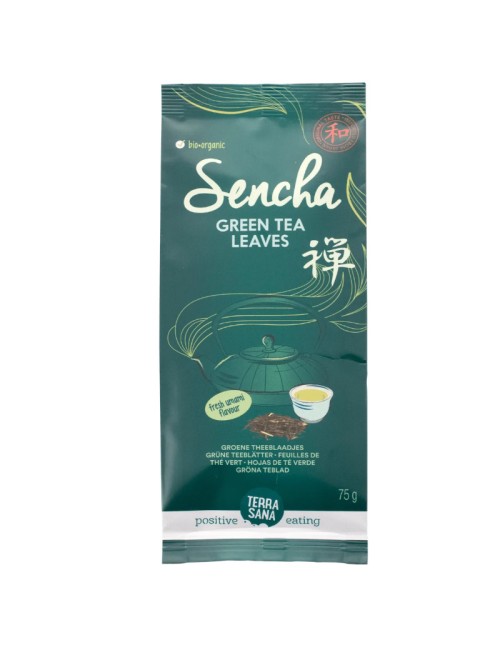 bio•organic
和
Sencha
GREEN TEA
LEAVES
禅
fresh umami
flavour
GROENE THEEBLAADJES
GRÜNE TEEBLÄTTER • FEUILLES DE
THÉ VERT • HOJAS DE TÉ VERDE
GRÖNA TEBLAD
75 g
TERRA
SANA
positive • eating